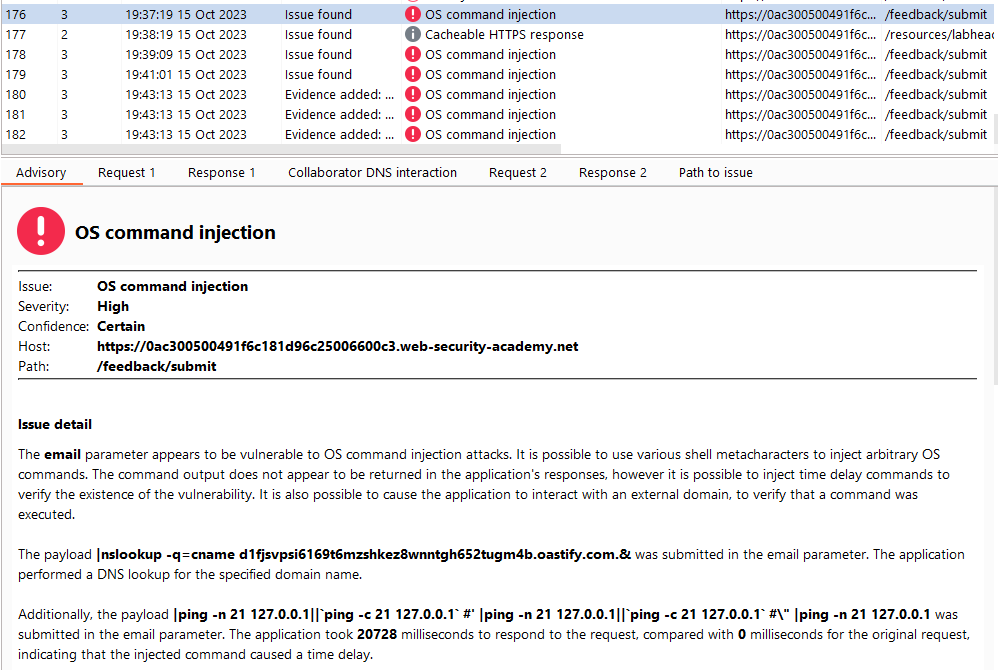 176 3 19:37:19 15 Oct 2023 Issue found OS command injection https://0ac300500491f6c... /feedback/submit
177 2 19:38:19 15 Oct 2023 Issue found Cacheable HTTPS response https://0ac300500491f6c... /resources/labhead
178 3 19:39:09 15 Oct 2023 Issue found OS command injection https://0ac300500491f6c... /feedback/submit
179 3 19:41:01 15 Oct 2023 Issue found OS command injection https://0ac300500491f6c... /feedback/submit
180 3 19:43:13 15 Oct 2023 Evidence added: ... OS command injection https://0ac300500491f6c... /feedback/submit
181 3 19:43:13 15 Oct 2023 Evidence added: ... OS command injection https://0ac300500491f6c... /feedback/submit
182 3 19:43:13 15 Oct 2023 Evidence added: ... OS command injection https://0ac300500491f6c... /feedback/submit
Advisory Request 1 Response 1 Collaborator DNS interaction Request 2 Response 2 Path to issue
OS command injection
Issue: OS command injection
Severity: High
Confidence: Certain
Host: https://0ac300500491f6c181d96c25006600c3.web-security-academy.net
Path: /feedback/submit
Issue detail
The email parameter appears to be vulnerable to OS command injection attacks. It is possible to use various shell metacharacters to inject arbitrary OS
commands. The command output does not appear to be returned in the application's responses, however it is possible to inject time delay commands to
verify the existence of the vulnerability. It is also possible to cause the application to interact with an external domain, to verify that a command was
executed.
The payload |nslookup -q=cname d1fjsvpsi6169t6mzshkez8wnntgh652tugm4b.oastify.com.& was submitted in the email parameter. The application
performed a DNS lookup for the specified domain name.
Additionally, the payload |ping -n 21 127.0.0.1||`ping -c 21 127.0.0.1` #' |ping -n 21 127.0.0.1||`ping -c 21 127.0.0.1` #\" |ping -n 21 127.0.0.1 was
submitted in the email parameter. The application took 20728 milliseconds to respond to the request, compared with 0 milliseconds for the original request,
indicating that the injected command caused a time delay.